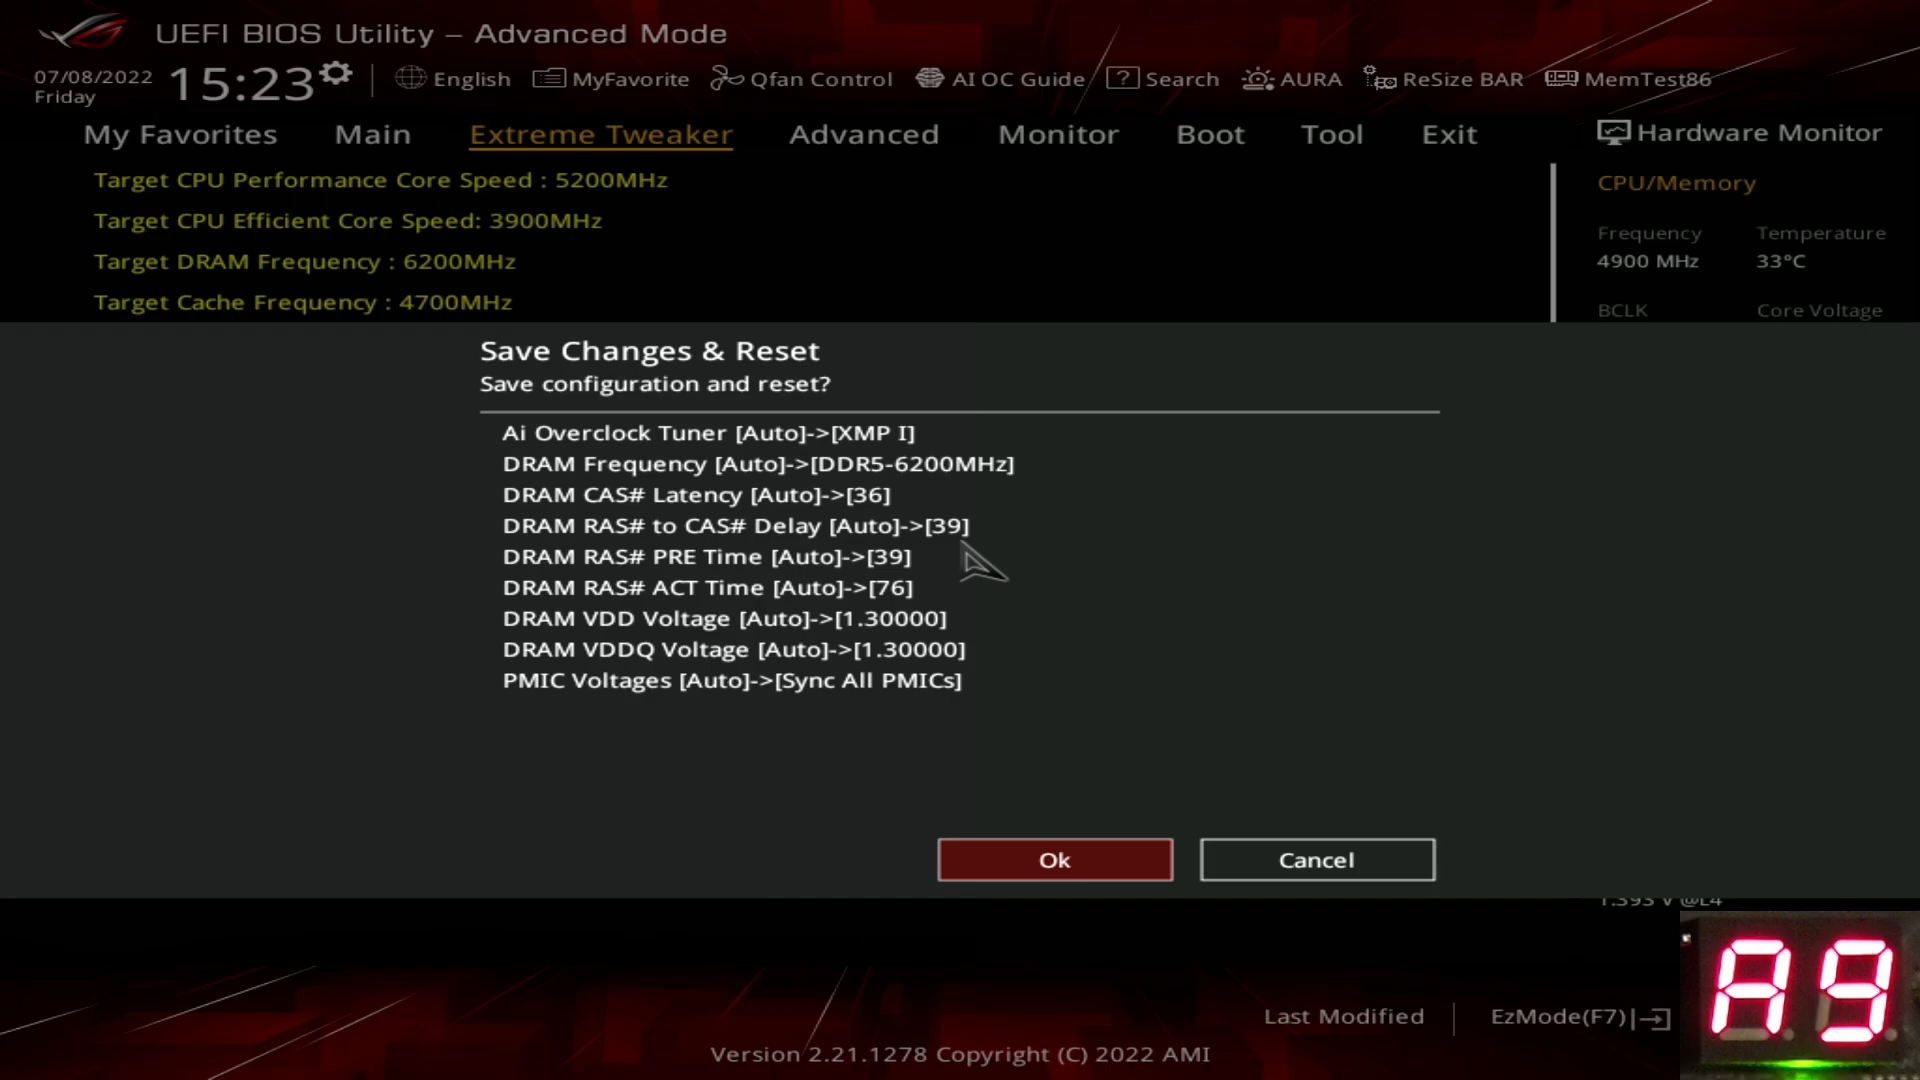 UEFI BIOS Utility – Advanced Mode
07/08/2022
Friday
15:23
English
MyFavorite
Qfan Control
AI OC Guide
Search
AURA
ReSize BAR
MemTest86
My Favorites
Main
Extreme Tweaker
Advanced
Monitor
Boot
Tool
Exit
Hardware Monitor
Target CPU Performance Core Speed : 5200MHz
Target CPU Efficient Core Speed: 3900MHz
Target DRAM Frequency : 6200MHz
Target Cache Frequency : 4700MHz
CPU/Memory
Frequency
Temperature
4900 MHz
33°C
BCLK
Core Voltage
Save Changes & Reset
Save configuration and reset?
Ai Overclock Tuner [Auto]->[XMP I]
DRAM Frequency [Auto]->[DDR5-6200MHz]
DRAM CAS# Latency [Auto]->[36]
DRAM RAS# to CAS# Delay [Auto]->[39]
DRAM RAS# PRE Time [Auto]->[39]
DRAM RAS# ACT Time [Auto]->[76]
DRAM VDD Voltage [Auto]->[1.30000]
DRAM VDDQ Voltage [Auto]->[1.30000]
PMIC Voltages [Auto]->[Sync All PMICs]
Ok
Cancel
1.393 V @L4
Last Modified
EzMode(F7)
Version 2.21.1278 Copyright (C) 2022 AMI
A9